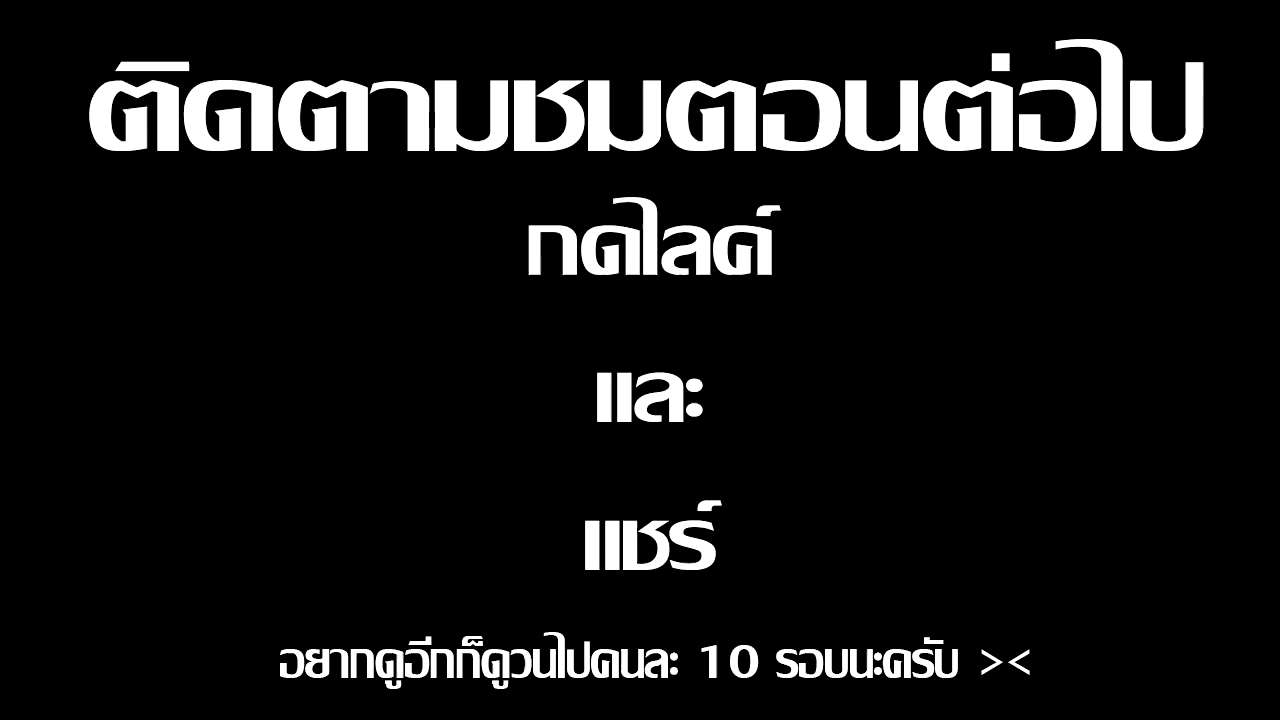 ติดตามชมตอนต่อไป
กดไลค์
และ
แชร์
อยากดูอีกก็ดูวนไปคนละ 10 รอบนะครับ ><